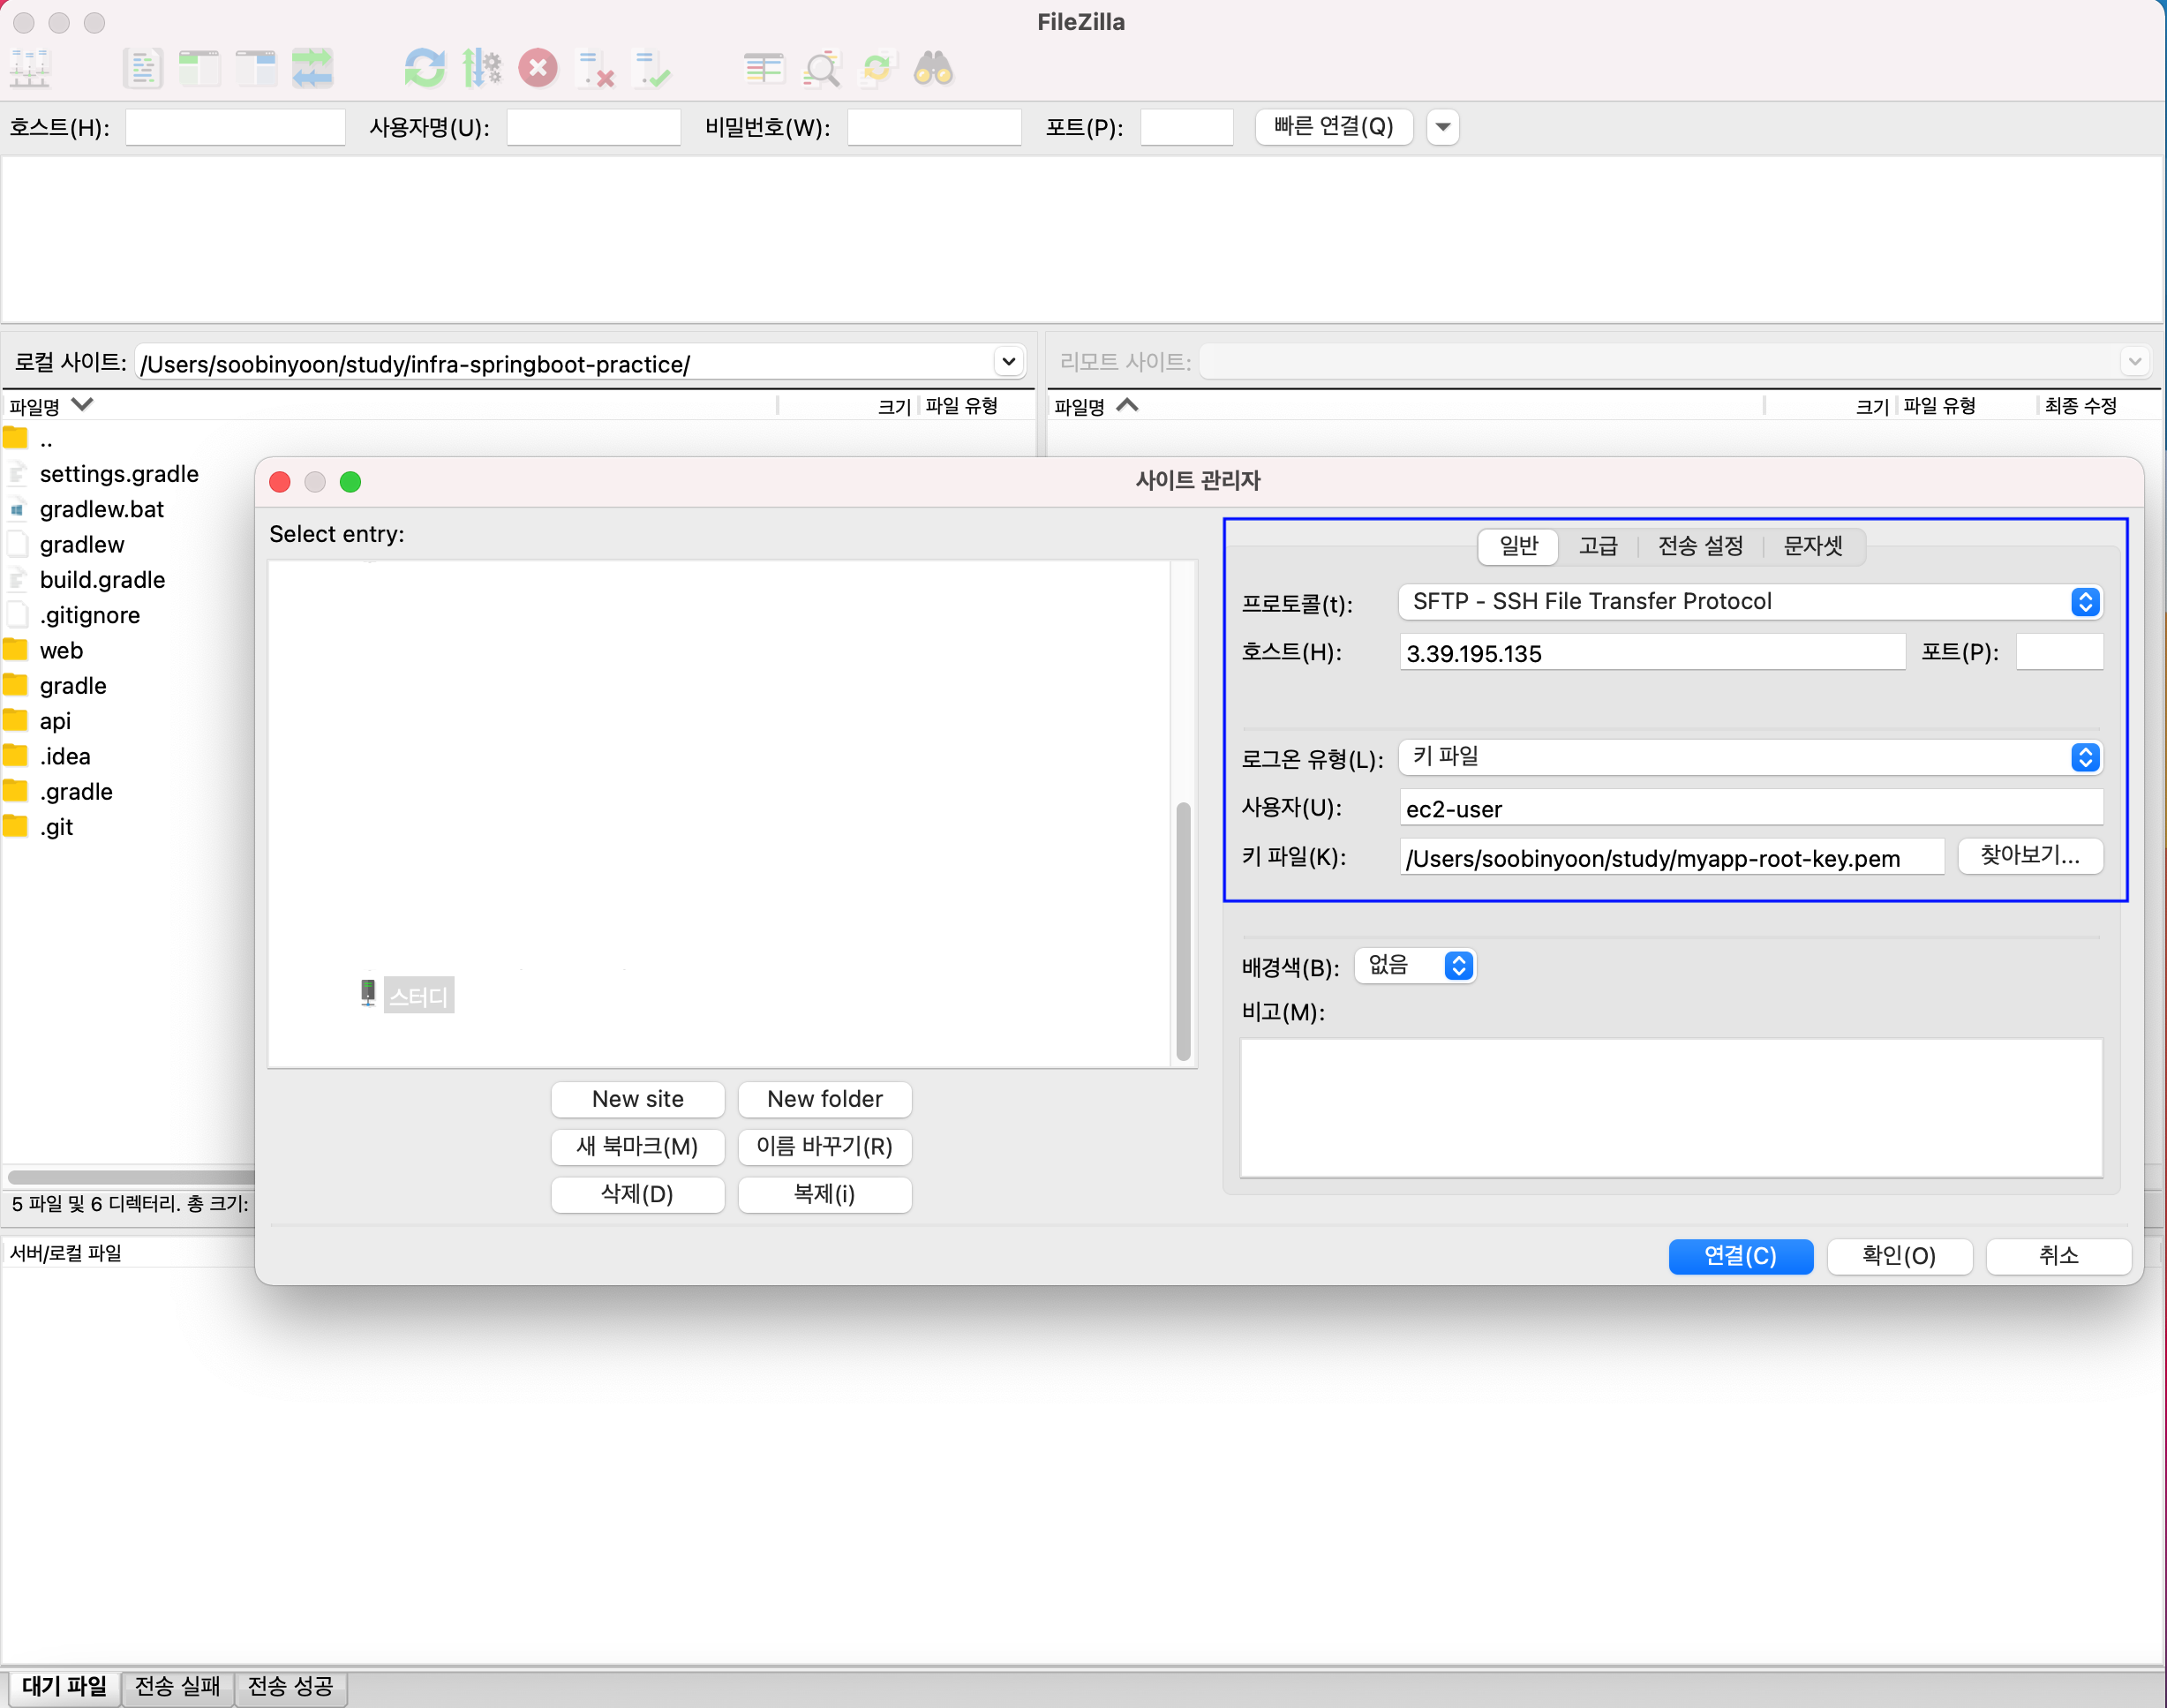 FileZilla
호스트(H): 사용자명(U): 비밀번호(W): 포트(P): 빠른 연결(Q)
로컬 사이트: /Users/soobinyoon/study/infra-springboot-practice/
리모트 사이트:
파일명 크기 파일 유형
파일명 크기 파일 유형 최종 수정
..
settings.gradle
gradlew.bat
gradlew
build.gradle
.gitignore
web
gradle
api
.idea
.gradle
.git
5 파일 및 6 디렉터리. 총 크기:
사이트 관리자
Select entry:
스터디
New site New folder
새 북마크(M) 이름 바꾸기(R)
삭제(D) 복제(i)
일반 고급 전송 설정 문자셋
프로토콜(t): SFTP - SSH File Transfer Protocol
호스트(H): 3.39.195.135 포트(P):
로그온 유형(L): 키 파일
사용자(U): ec2-user
키 파일(K): /Users/soobinyoon/study/myapp-root-key.pem 찾아보기...
배경색(B): 없음
비고(M):
연결(C) 확인(O) 취소
서버/로컬 파일
대기 파일 전송 실패 전송 성공